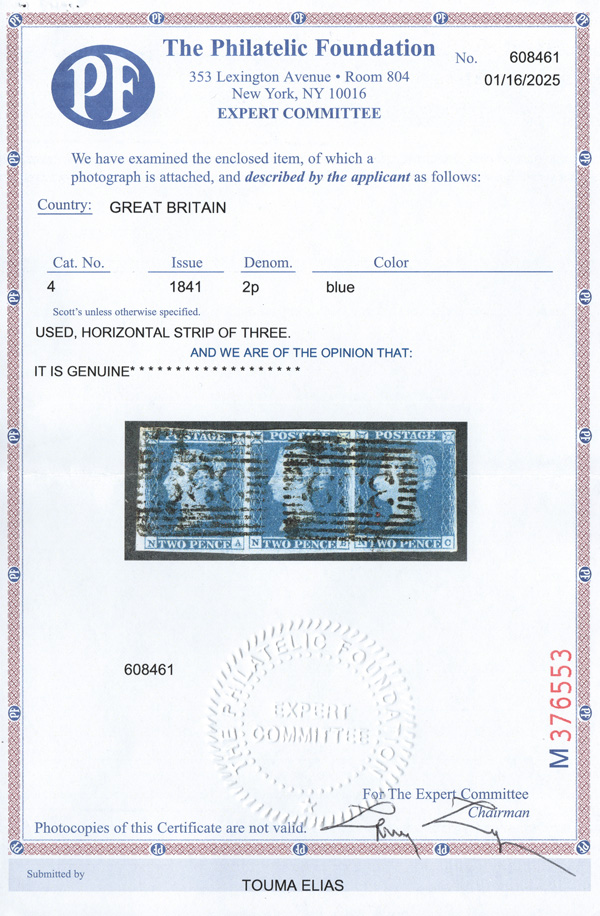 PF
The Philatelic Foundation
353 Lexington Avenue • Room 804
New York, NY 10016
EXPERT COMMITTEE
No. 608461
01/16/2025
We have examined the enclosed item, of which a
photograph is attached, and described by the applicant as follows:
Country: GREAT BRITAIN
Cat. No. Issue Denom. Color
4 1841 2p blue
Scott's unless otherwise specified.
USED, HORIZONTAL STRIP OF THREE.
AND WE ARE OF THE OPINION THAT:
IT IS GENUINE* * * * * * * * * * * * * * * * * * *
POSTAGE POSTAGE POSTAGE
N TWO PENCE A N TWO PENCE B N TWO PENCE C
608461
THE PHILATELIC FOUNDATION
EXPERT
COMMITTEE
M 376553
For The Expert Committee
Chairman
Photocopies of this Certificate are not valid.
Submitted by
TOUMA ELIAS